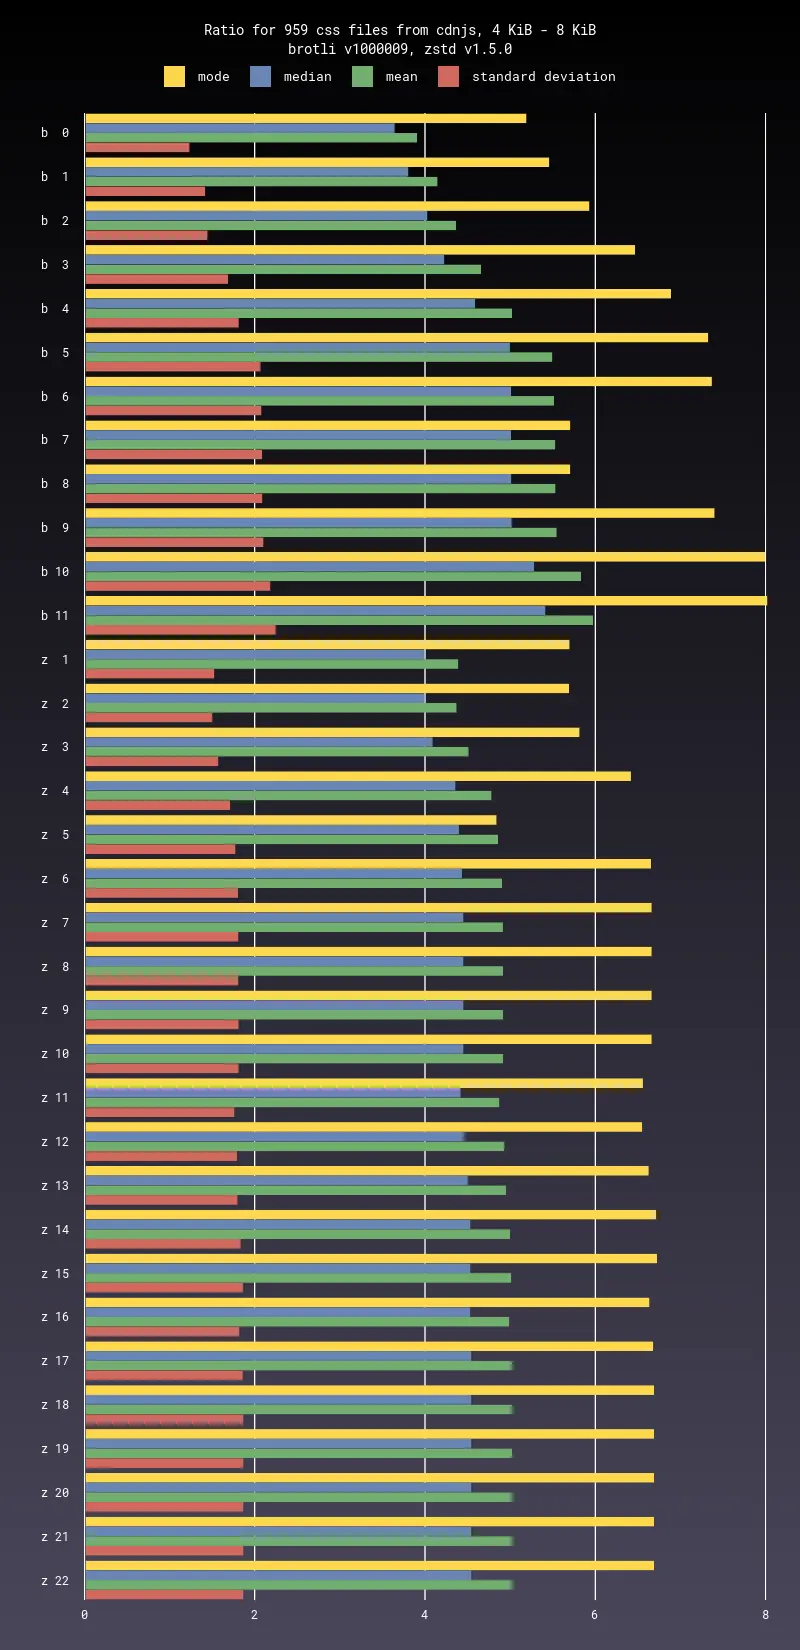 Ratio for 959 css files from cdnjs, 4 KiB - 8 KiB
brotli v1000009, zstd v1.5.0
mode median mean standard deviation
b 0
b 1
b 2
b 3
b 4
b 5
b 6
b 7
b 8
b 9
b 10
b 11
z 1
z 2
z 3
z 4
z 5
z 6
z 7
z 8
z 9
z 10
z 11
z 12
z 13
z 14
z 15
z 16
z 17
z 18
z 19
z 20
z 21
z 22
0 2 4 6 8